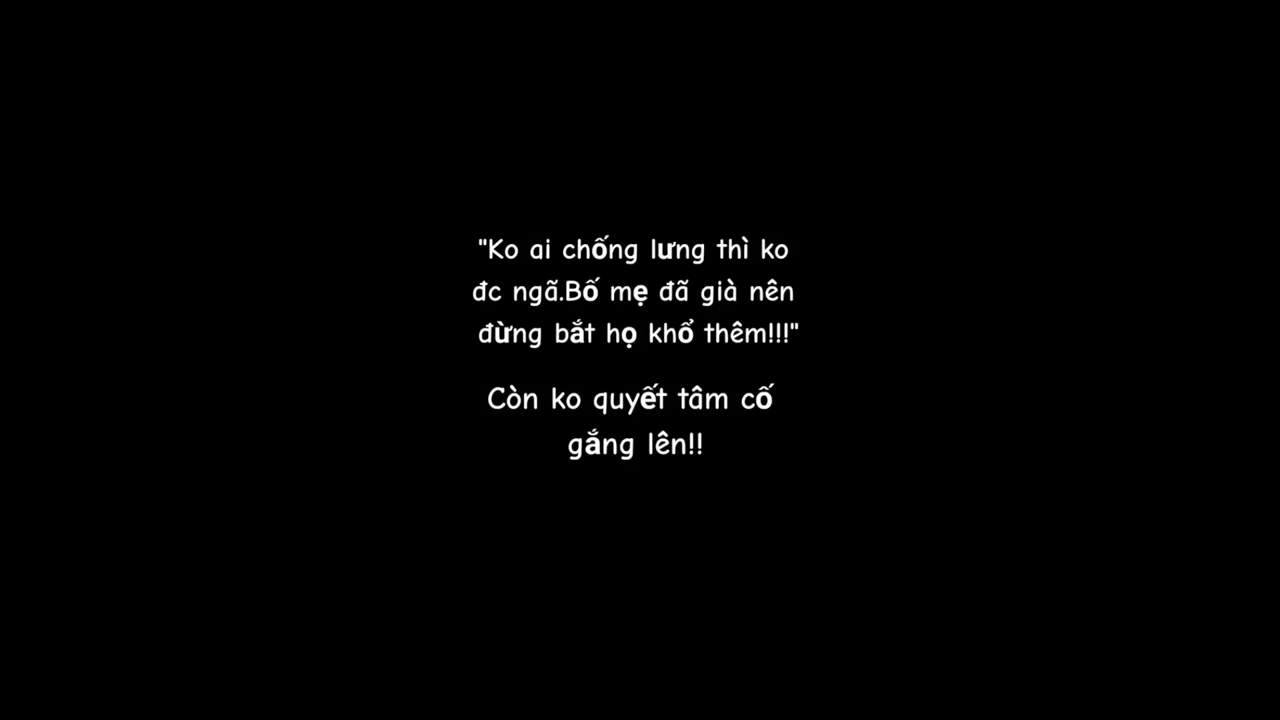 "Ko ai chống lưng thì ko
đc ngã.Bố mẹ đã già nên
đừng bắt họ khổ thêm!!!"
Còn ko quyết tâm cố
gắng lên!!